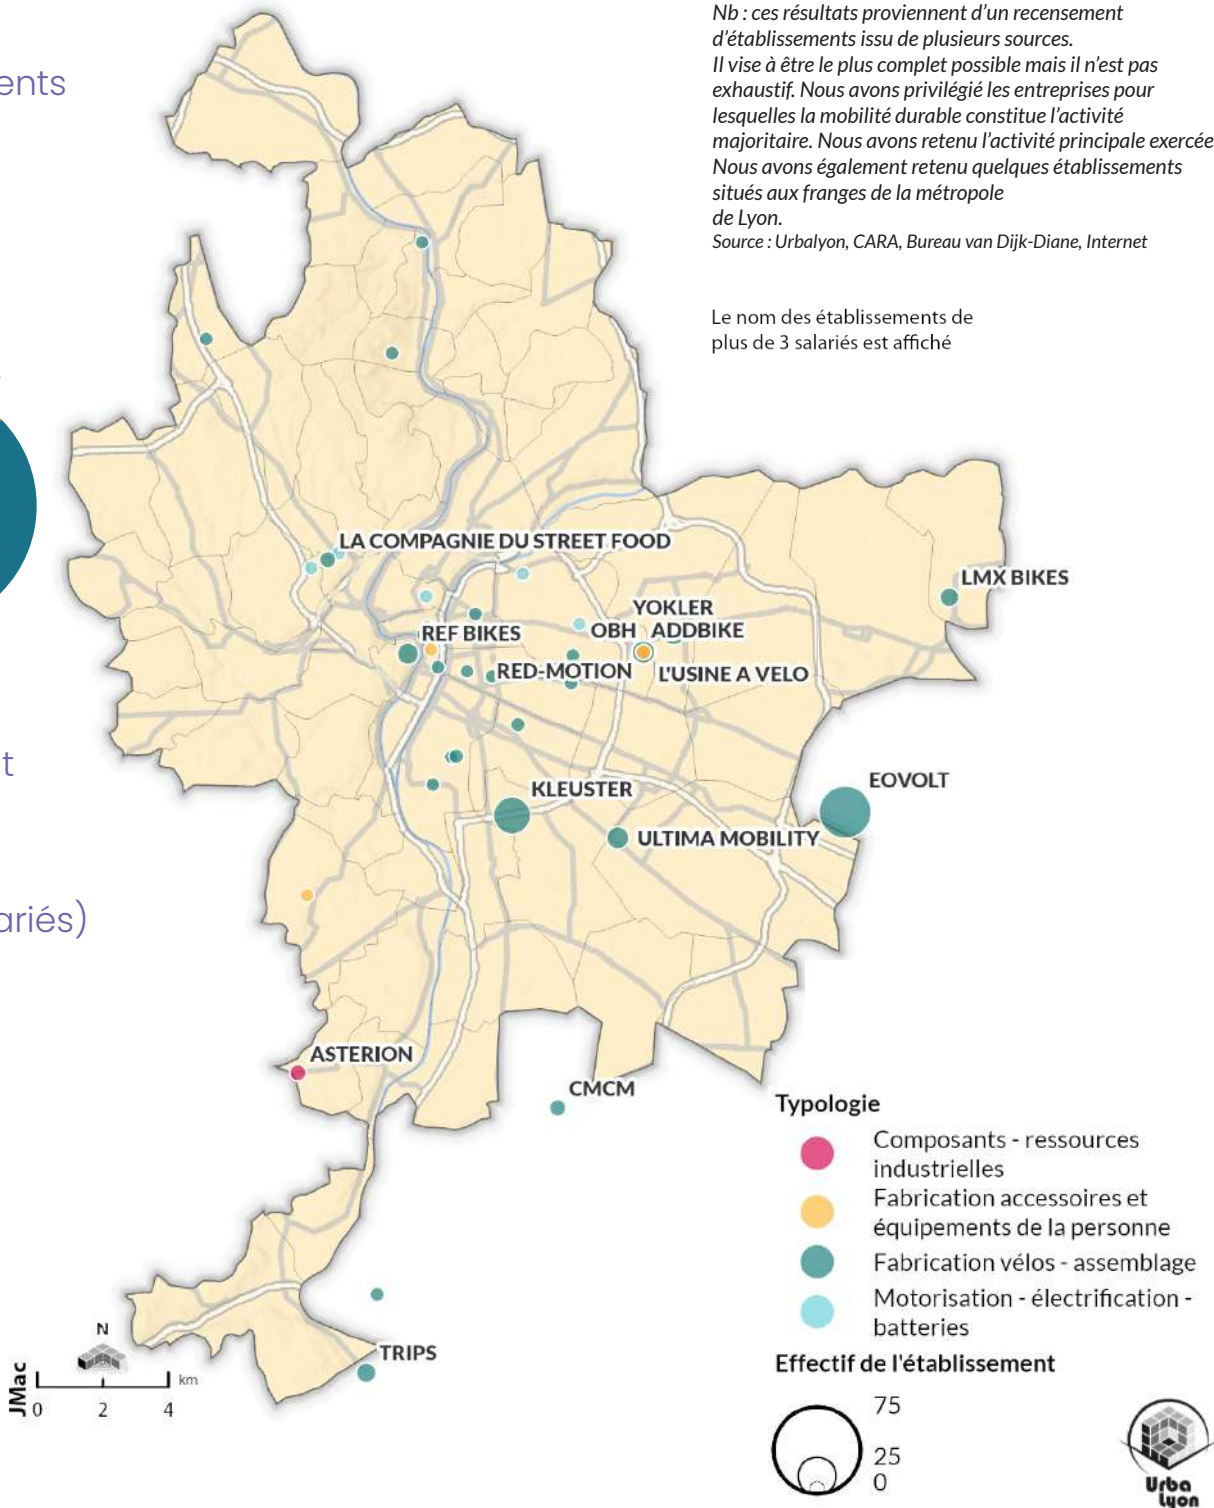 Nb : ces résultats proviennent d'un recensement
d'établissements issu de plusieurs sources.
Il vise à être le plus complet possible mais il n'est pas
exhaustif. Nous avons privilégié les entreprises pour
lesquelles la mobilité durable constitue l'activité
majoritaire. Nous avons retenu l'activité principale exercée
Nous avons également retenu quelques établissements
situés aux franges de la métropole
de Lyon.
Source : Urbalyon, CARA, Bureau van Dijk-Diane, Internet
ents
Le nom des établissements de
plus de 3 salariés est affiché
LA COMPAGNIE DU STREET FOOD
LMX BIKES
YOKLER
REF BIKES
OBH ADDBIKE
RED-MOTION
L'USINE A VELO
t
EOVOLT
KLEUSTER
ULTIMA MOBILITY
ariés)
ASTERION
CMCM
TRIPS
Typologie
Composants - ressources
industrielles
Fabrication accessoires et
équipements de la personne
Fabrication vélos - assemblage
Motorisation - électrification -
batteries
Effectif de l'établissement
75
25
0
N
JMac
km
0 2 4
Urba
Lyon